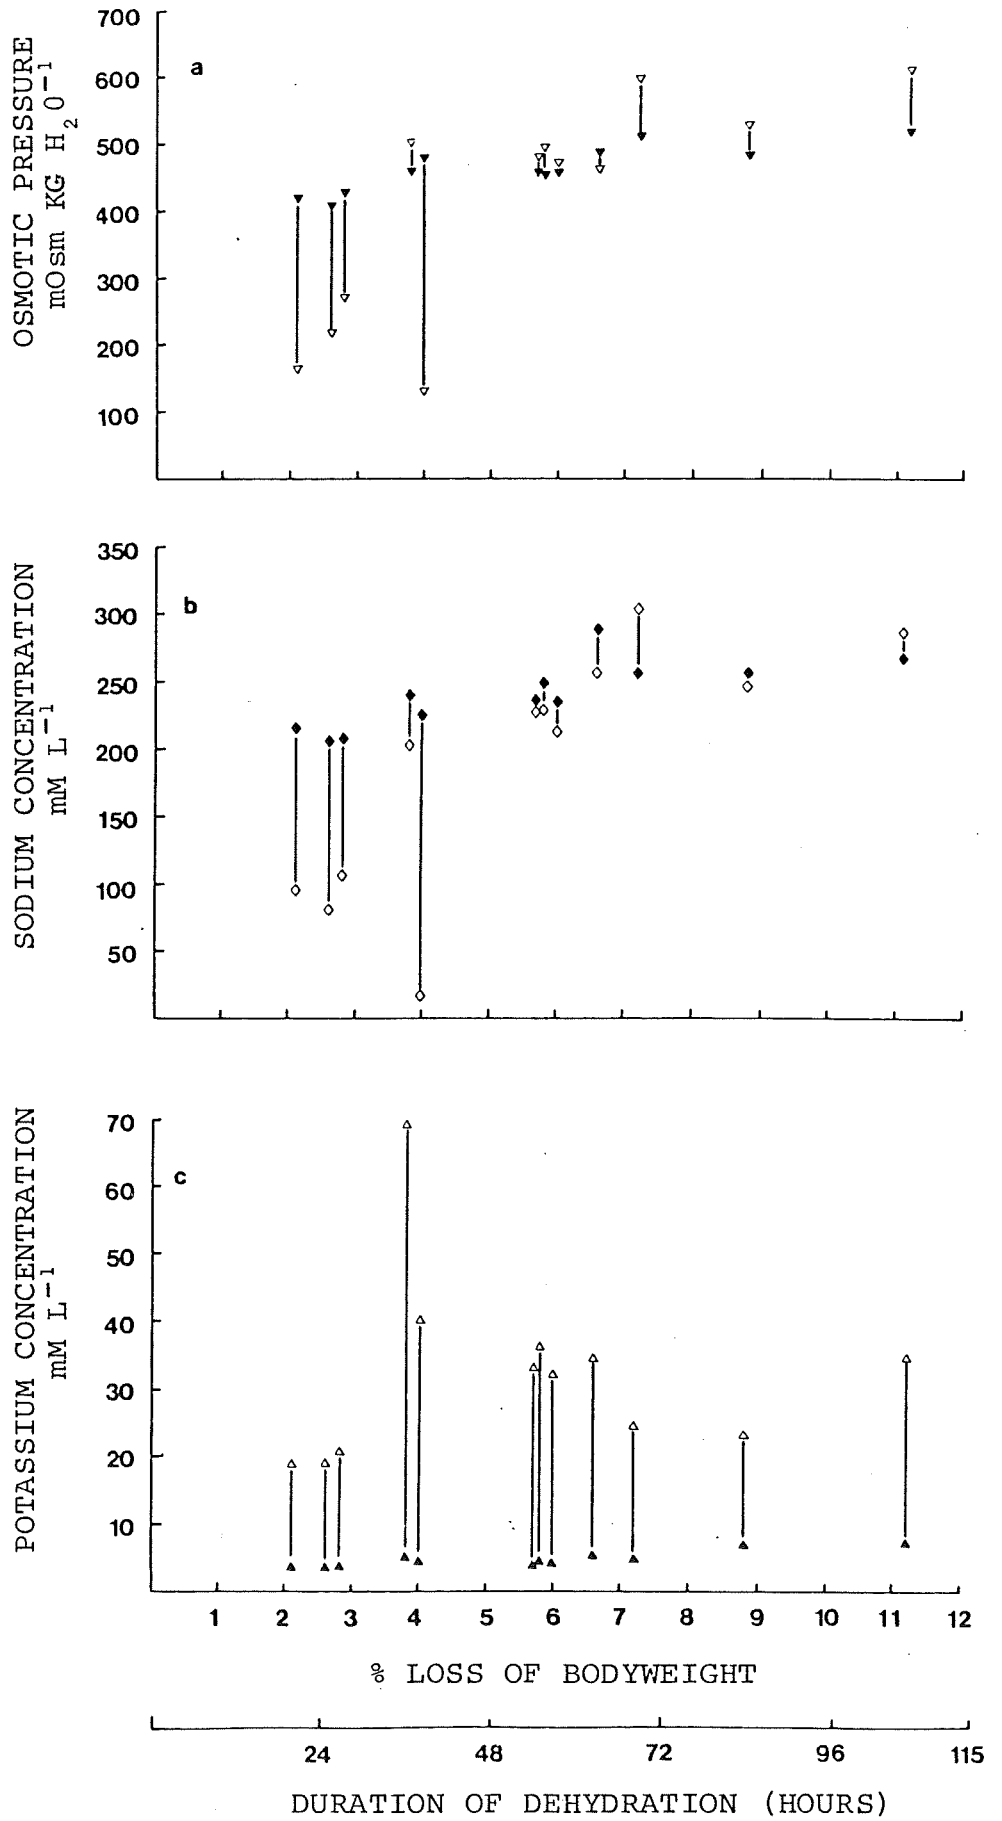 OSMOTIC PRESSURE
mOsm KG H2O−1
a
700
600
500
400
300
200
100
SODIUM CONCENTRATION
mM L−1
b
350
300
250
200
150
100
50
POTASSIUM CONCENTRATION
mM L−1
c
70
60
50
40
30
20
10
1 2 3 4 5 6 7 8 9 10 11 12
% LOSS OF BODYWEIGHT
24 48 72 96 115
DURATION OF DEHYDRATION (HOURS)